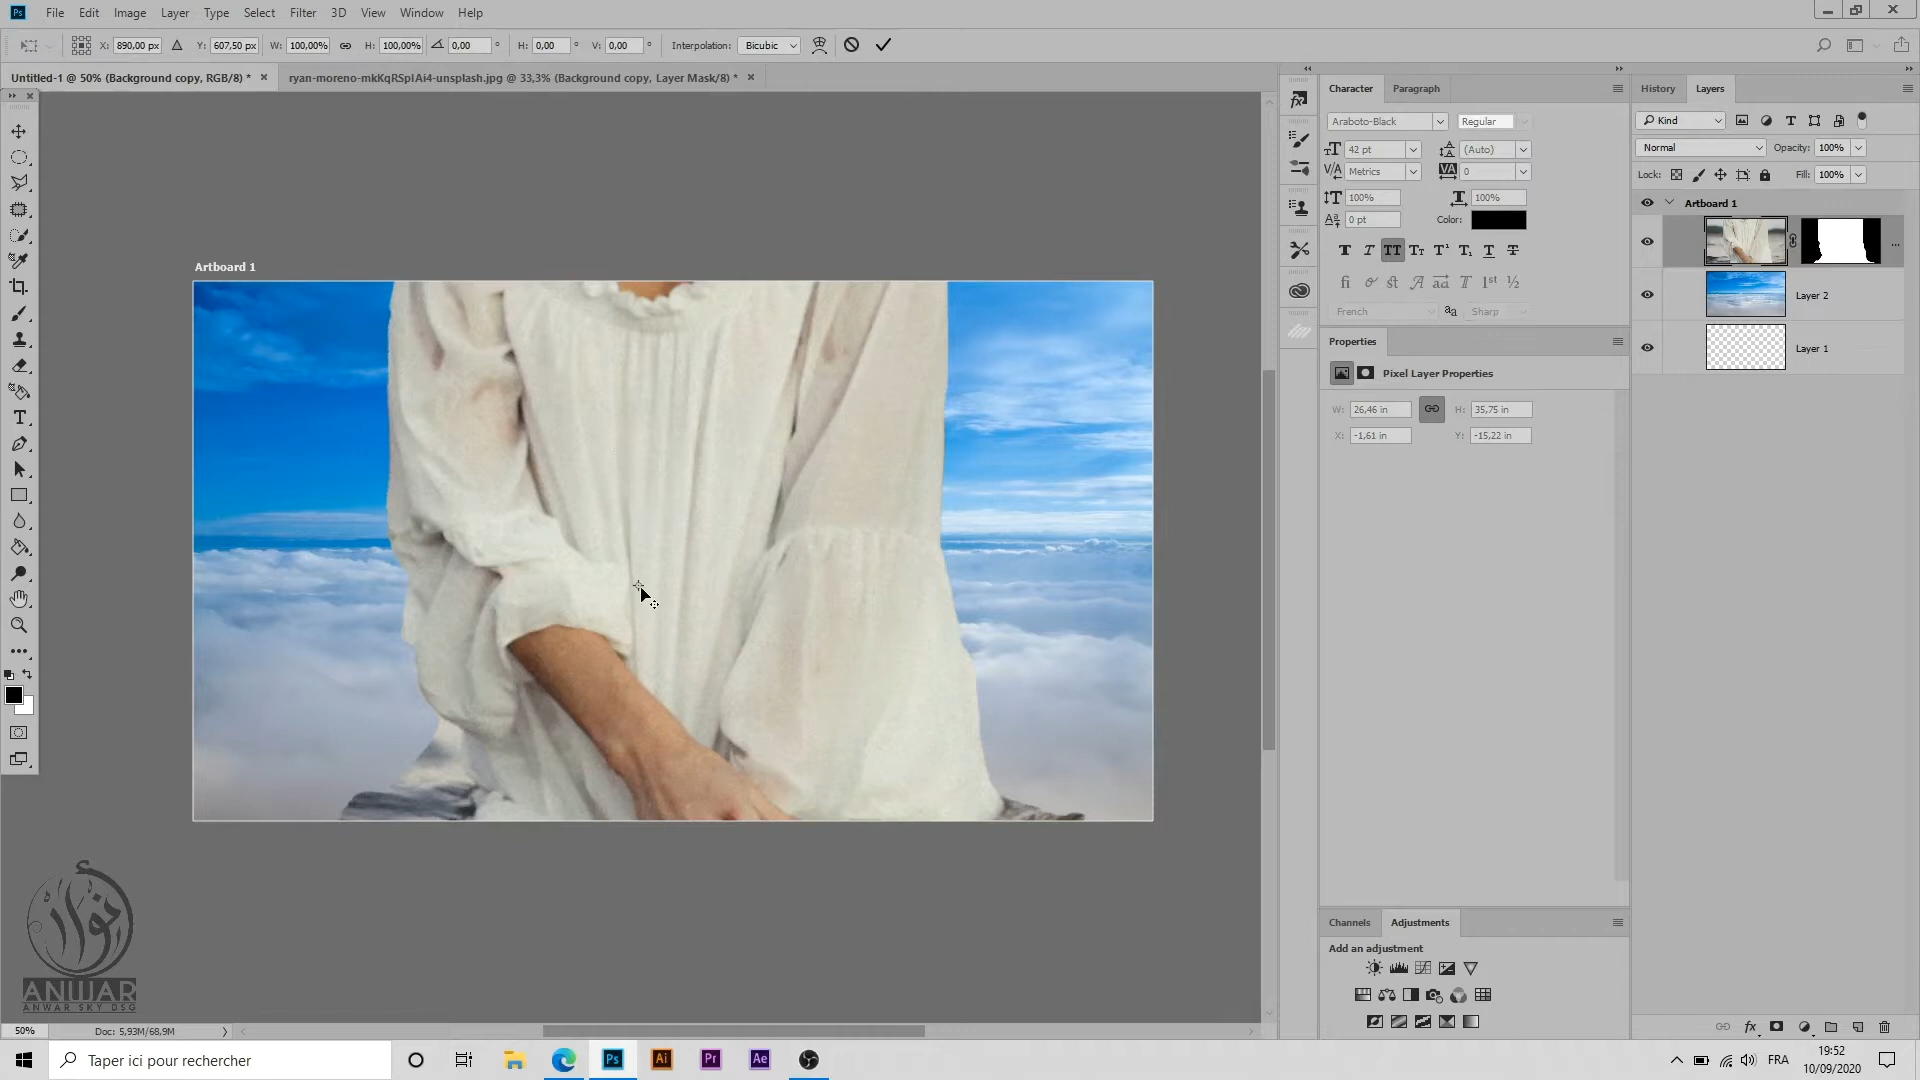 File Edit Image Layer Type Select Filter 3D View Window Help
X: 890,00 px Y: 607,50 px W: 100,00% H: 100,00% 0,00 ° H: 0,00 ° V: 0,00 ° Interpolation: Bicubic
Untitled-1 @ 50% (Background copy, RGB/8) *
ryan-moreno-mkKqRSpIAi4-unsplash.jpg @ 33,3% (Background copy, Layer Mask/8) *
Artboard 1
Character Paragraph
Araboto-Black Regular
42 pt (Auto)
Metrics 0
100% 100%
0 pt Color:
French Sharp
Properties
Pixel Layer Properties
W: 26,46 in H: 35,75 in
X: -1,61 in Y: -15,22 in
Channels Adjustments
Add an adjustment
History Layers
Kind
Normal Opacity: 100%
Lock: Fill: 100%
Artboard 1
Layer 2
Layer 1
أنوار
ANWAR
ANWAR SKY DSG
50% Doc: 5,93M/68,9M
Taper ici pour rechercher
Ps Ai Pr Ae
FRA
19:52
10/09/2020